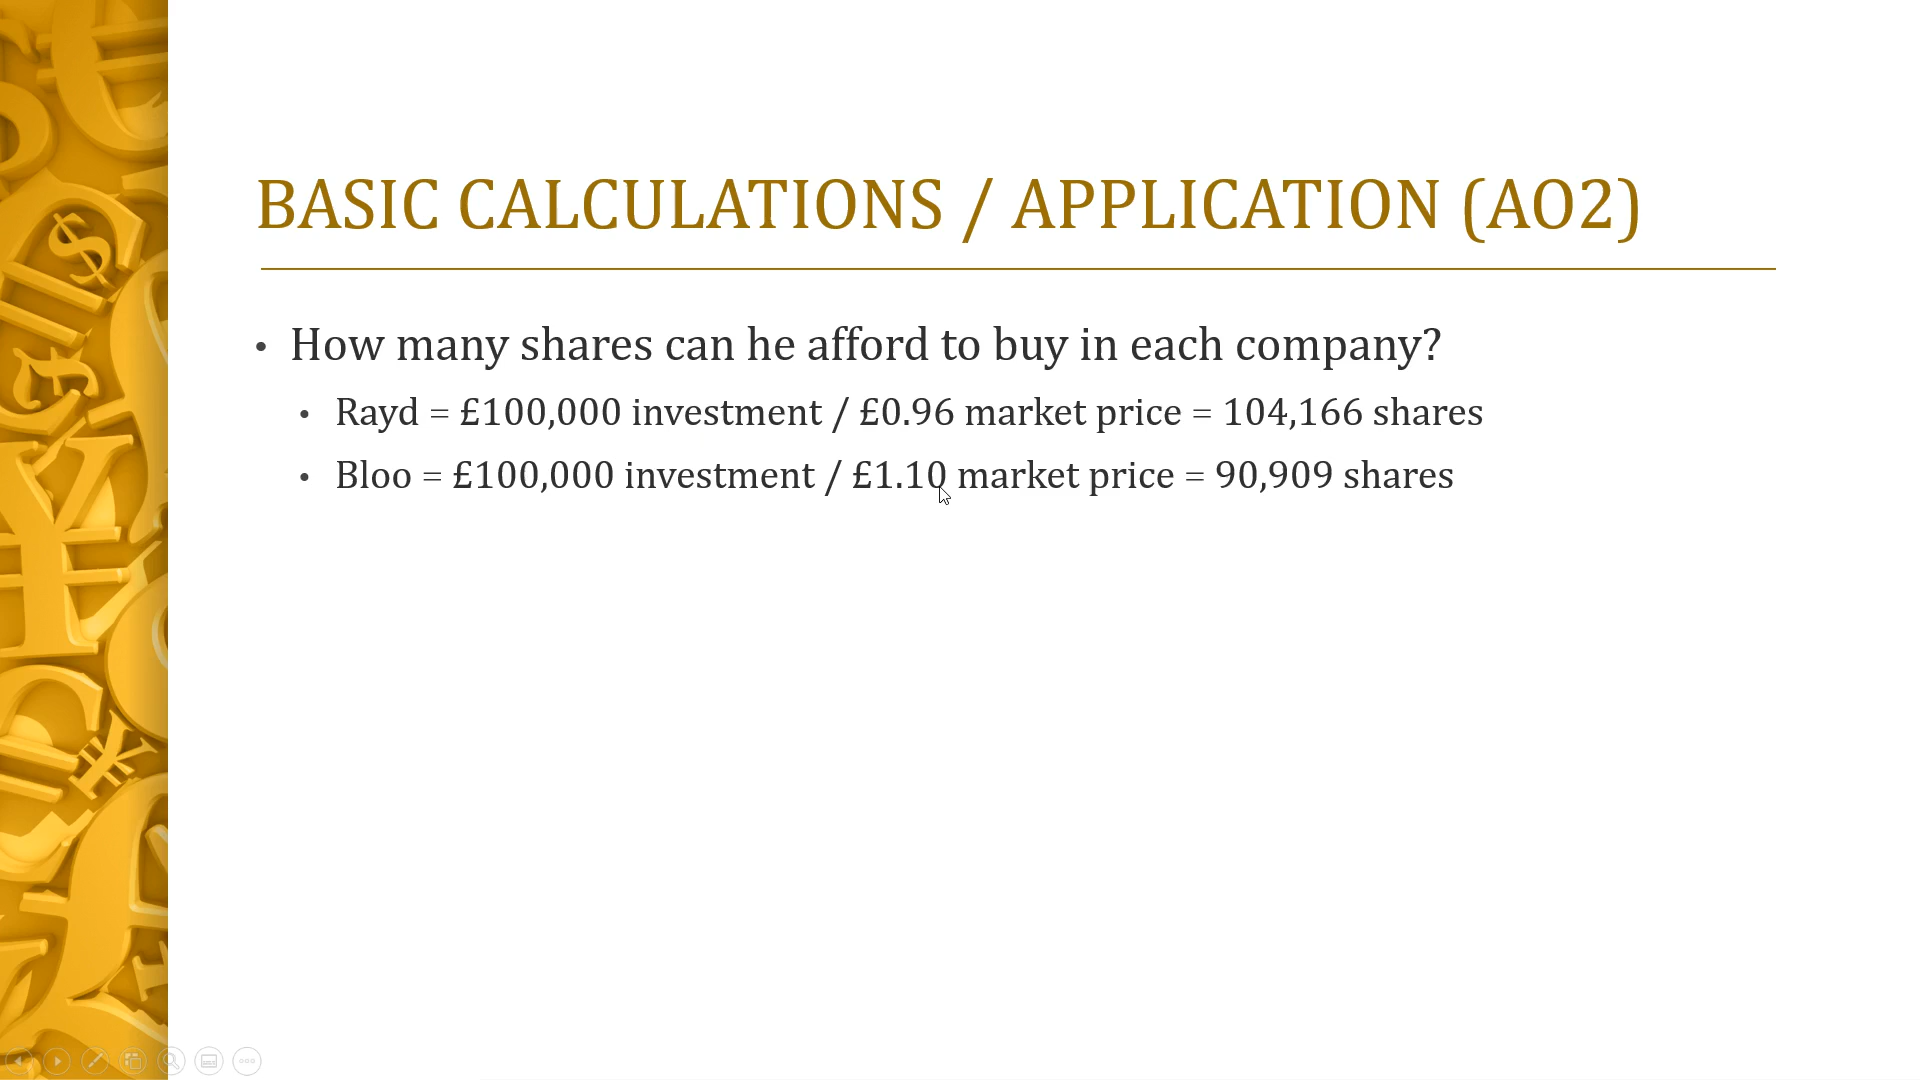 BASIC CALCULATIONS / APPLICATION (AO2)
• How many shares can he afford to buy in each company?
• Rayd = £100,000 investment / £0.96 market price = 104,166 shares
• Bloo = £100,000 investment / £1.10 market price = 90,909 shares